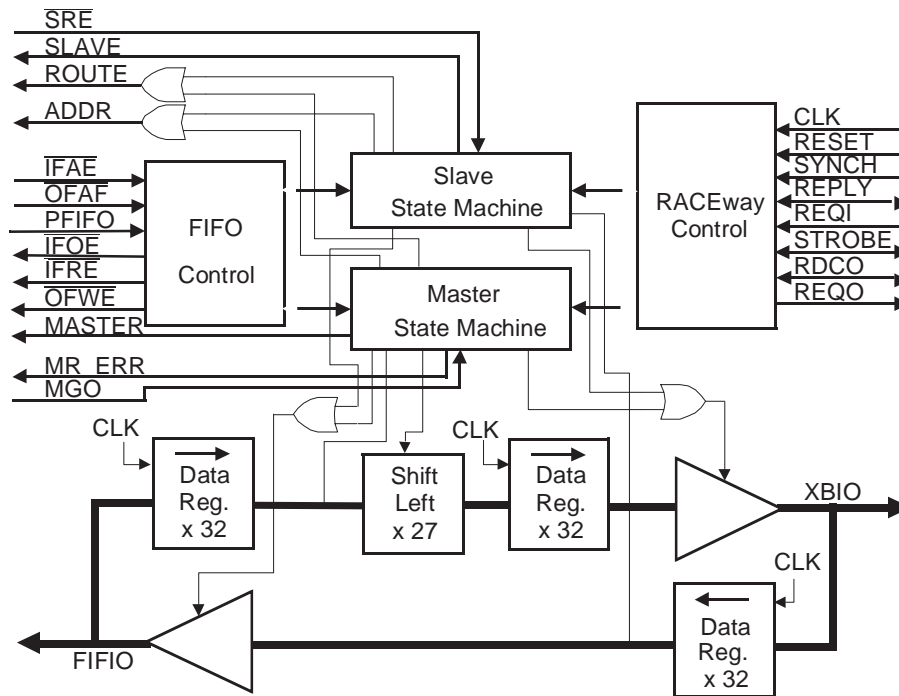 SRE
SLAVE
ROUTE
ADDR
IFAE
OFAF
PFIFO
IFOE
IFRE
OFWE
MASTER
MR_ERR
MGO
FIFO
Control
Slave
State Machine
Master
State Machine
RACEway
Control
CLK
RESET
SYNCH
REPLY
REQI
STROBE
RDCO
REQO
CLK
Data
Reg.
x 32
Shift
Left
x 27
CLK
Data
Reg.
x 32
XBIO
CLK
Data
Reg.
x 32
FIFIO